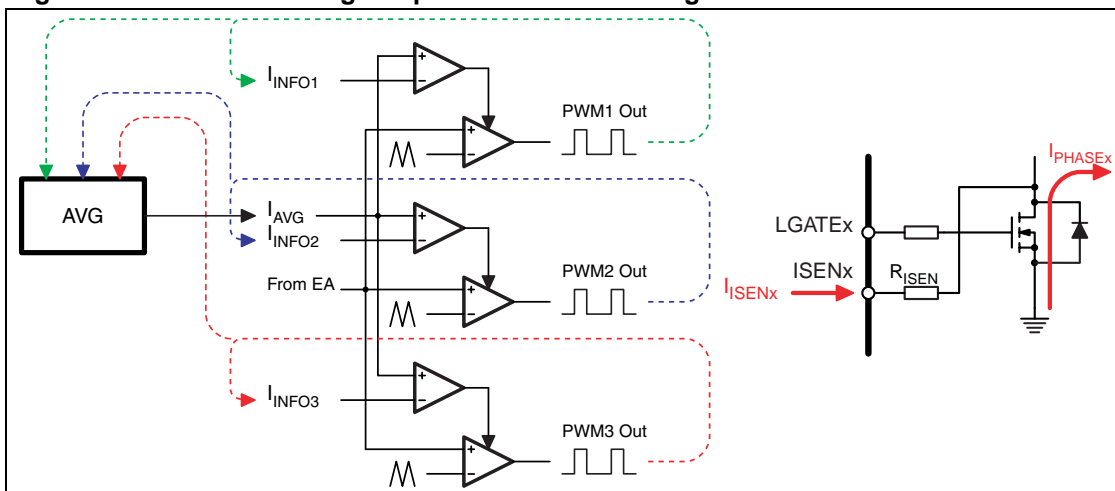 I_INFO1
PWM1 Out
AVG
I_AVG
I_INFO2
From EA
PWM2 Out
I_INFO3
PWM3 Out
I_PHASEx
LGATEx
ISENx
R_ISEN
I_ISENx